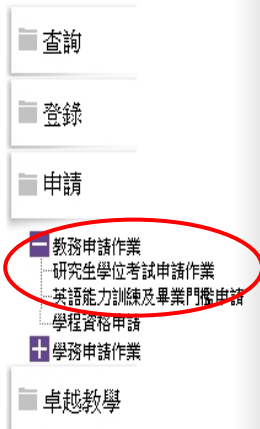 查詢
登錄
申請
教務申請作業
研究生學位考試申請作業
英語能力訓練及畢業門檻申請
學程資格申請
學務申請作業
卓越教學